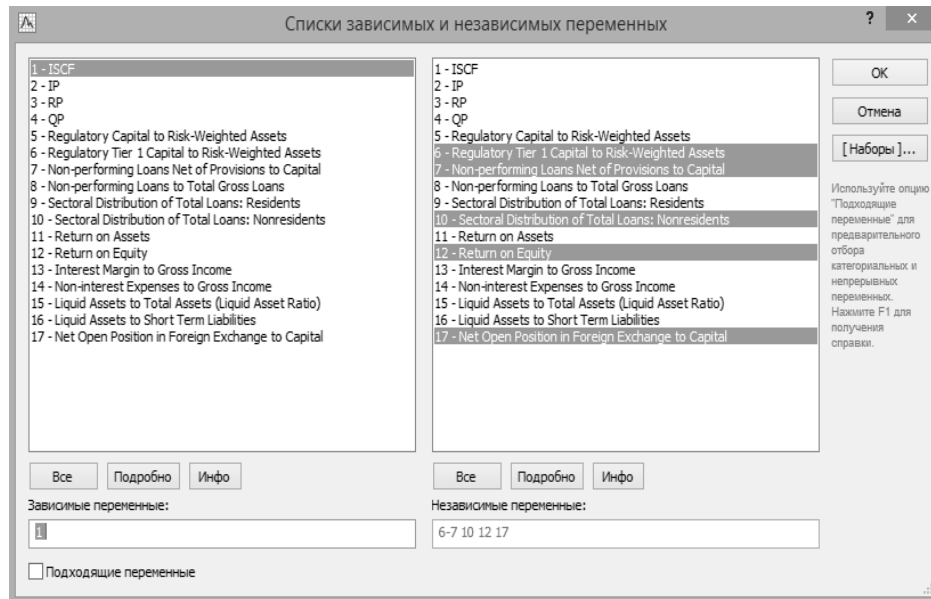 Списки зависимых и независимых переменных
? ×
1 - ISCF
2 - IP
3 - RP
4 - QP
5 - Regulatory Capital to Risk-Weighted Assets
6 - Regulatory Tier 1 Capital to Risk-Weighted Assets
7 - Non-performing Loans Net of Provisions to Capital
8 - Non-performing Loans to Total Gross Loans
9 - Sectoral Distribution of Total Loans: Residents
10 - Sectoral Distribution of Total Loans: Nonresidents
11 - Return on Assets
12 - Return on Equity
13 - Interest Margin to Gross Income
14 - Non-interest Expenses to Gross Income
15 - Liquid Assets to Total Assets (Liquid Asset Ratio)
16 - Liquid Assets to Short Term Liabilities
17 - Net Open Position in Foreign Exchange to Capital
Все Подробно Инфо
Зависимые переменные:
1
Подходящие переменные
1 - ISCF
2 - IP
3 - RP
4 - QP
5 - Regulatory Capital to Risk-Weighted Assets
6 - Regulatory Tier 1 Capital to Risk-Weighted Assets
7 - Non-performing Loans Net of Provisions to Capital
8 - Non-performing Loans to Total Gross Loans
9 - Sectoral Distribution of Total Loans: Residents
10 - Sectoral Distribution of Total Loans: Nonresidents
11 - Return on Assets
12 - Return on Equity
13 - Interest Margin to Gross Income
14 - Non-interest Expenses to Gross Income
15 - Liquid Assets to Total Assets (Liquid Asset Ratio)
16 - Liquid Assets to Short Term Liabilities
17 - Net Open Position in Foreign Exchange to Capital
Все Подробно Инфо
Независимые переменные:
6-7 10 12 17
ОК
Отмена
[ Наборы ]...
Используйте опцию
"Подходящие
переменные" для
предварительного
отбора
категориальных и
непрерывных
переменных.
Нажмите F1 для
получения
справки.